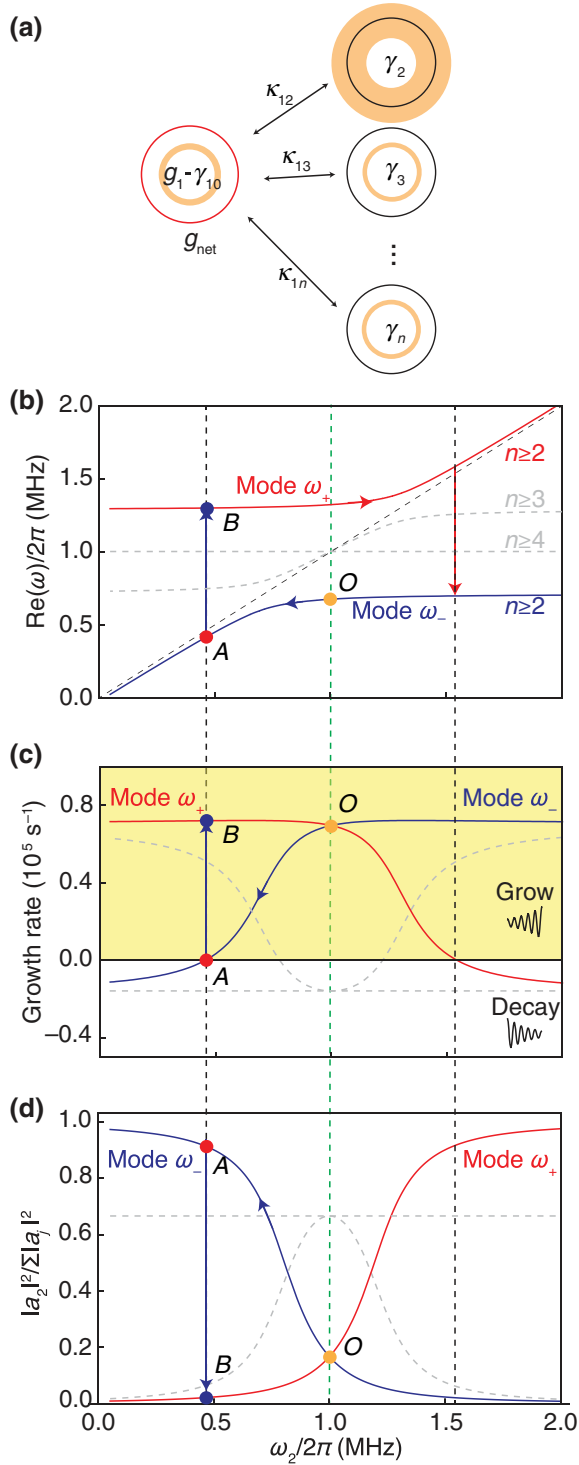 (a)
γ₂
κ₁₂
g₁-γ₁₀
κ₁₃
γ₃
g_net
κ₁ₙ
⋮
γₙ
(b)
Re(ω)/2π (MHz)
2.0
1.5
1.0
0.5
0.0
Mode ω₊
n≥2
n≥3
n≥4
B
O
Mode ω₋
n≥2
A
(c)
Growth rate (10⁵ s⁻¹)
0.8
0.4
0.0
−0.4
Mode ω₊
O
Mode ω₋
B
Grow
A
Decay
(d)
|a₂|²/Σ|aⱼ|²
1.0
0.8
0.6
0.4
0.2
0.0
Mode ω₋
A
Mode ω₊
O
B
0.0 0.5 1.0 1.5 2.0
ω₂/2π (MHz)